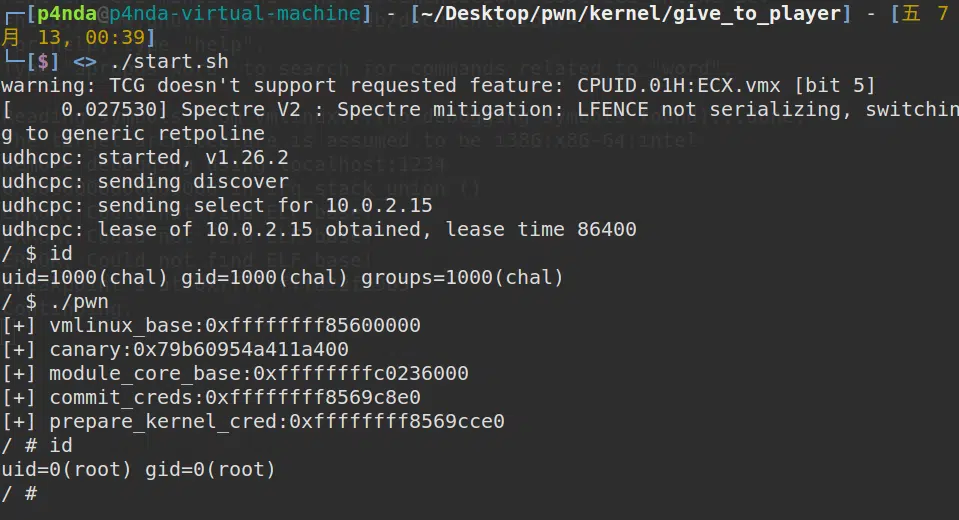 ┌─[p4nda@p4nda-virtual-machine] - [~/Desktop/pwn/kernel/give_to_player] - [五 7
月 13, 00:39]
└─[$] <> ./start.sh
warning: TCG doesn't support requested feature: CPUID.01H:ECX.vmx [bit 5]
[    0.027530] Spectre V2 : Spectre mitigation: LFENCE not serializing, switchin
g to generic retpoline
udhcpc: started, v1.26.2
udhcpc: sending discover
udhcpc: sending select for 10.0.2.15
udhcpc: lease of 10.0.2.15 obtained, lease time 86400
/ $ id
uid=1000(chal) gid=1000(chal) groups=1000(chal)
/ $ ./pwn
[+] vmlinux_base:0xffffffff85600000
[+] canary:0x79b60954a411a400
[+] module_core_base:0xffffffffc0236000
[+] commit_creds:0xffffffff8569c8e0
[+] prepare_kernel_cred:0xffffffff8569cce0
/ # id
uid=0(root) gid=0(root)
/ #